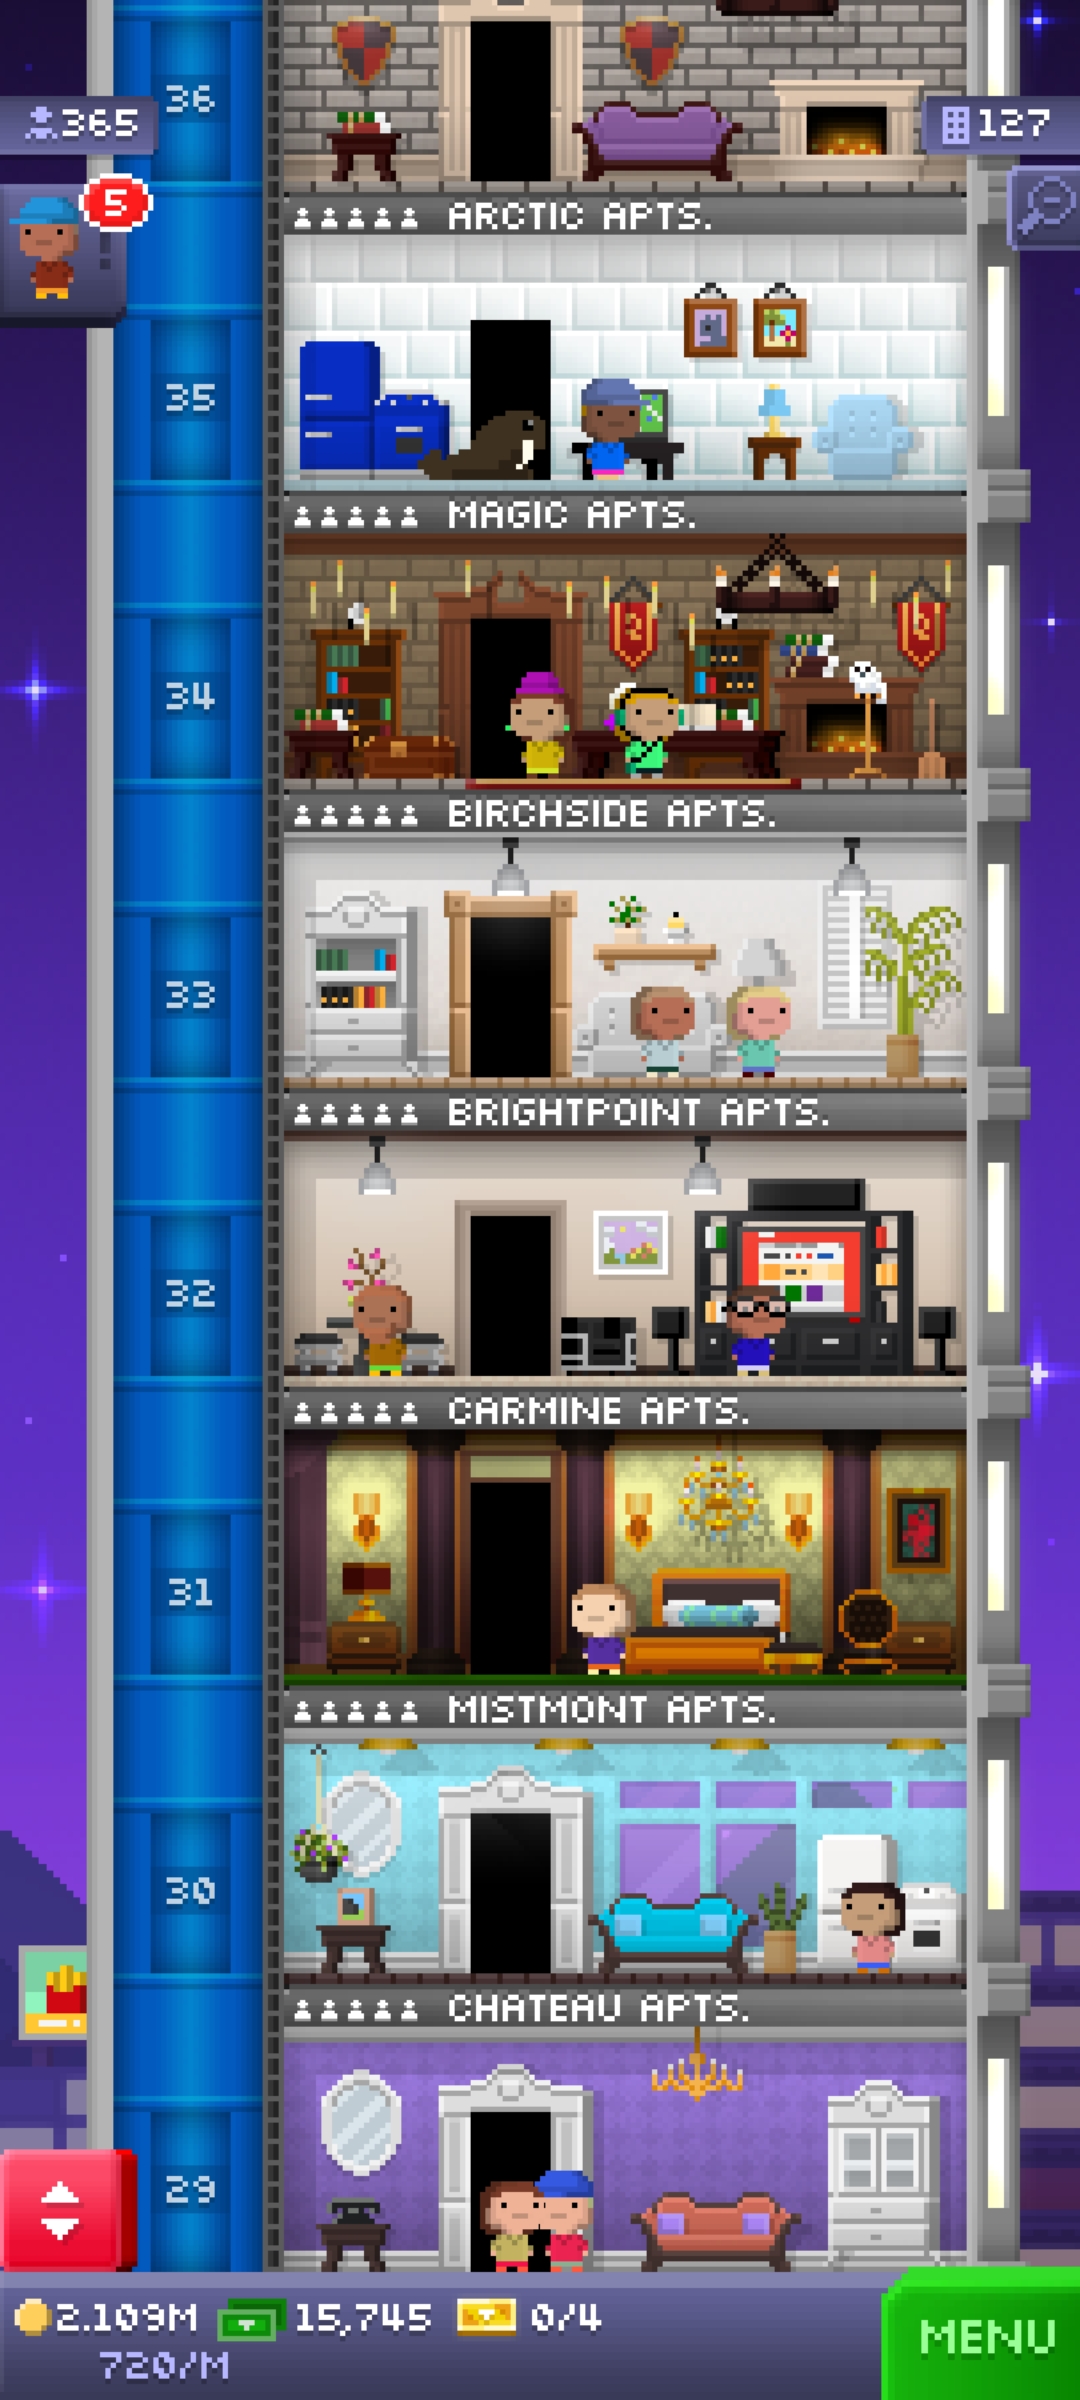 36
365
127
5
ARCTIC APTS.
35
MAGIC APTS.
34
BIRCHSIDE APTS.
33
BRIGHTPOINT APTS.
32
CARMINE APTS.
31
MISTMONT APTS.
30
CHATEAU APTS.
29
2.109M 15,745 0/4
720/M
MENU